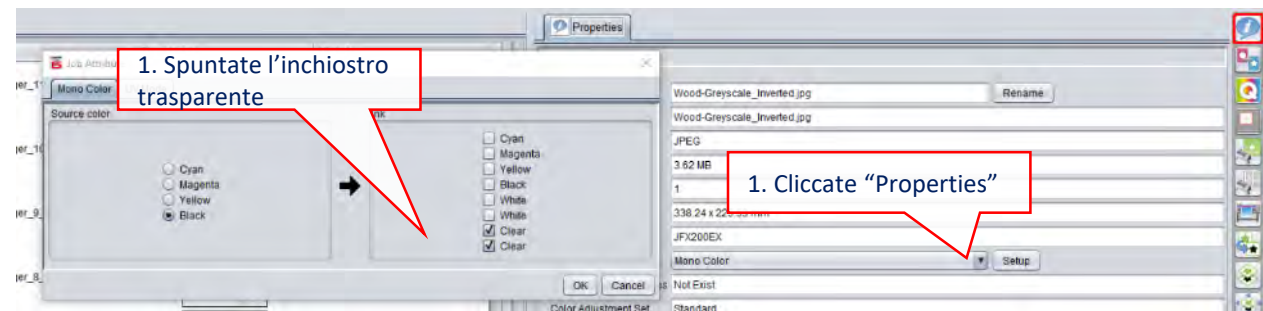 Properties
Job Attribu
1. Spuntate l’inchiostro
trasparente
Mono Color
Source color
Cyan
Magenta
Yellow
Black
Cyan
Magenta
Yellow
Black
White
White
Clear
Clear
OK Cancel
Wood-Greyscale_Inverted.jpg Rename
Wood-Greyscale_Inverted.jpg
JPEG
3.62 MB
1
1. Cliccate “Properties”
JFX200EX
Mono Color Setup
Not Exist
Color Adjustment Set Standard